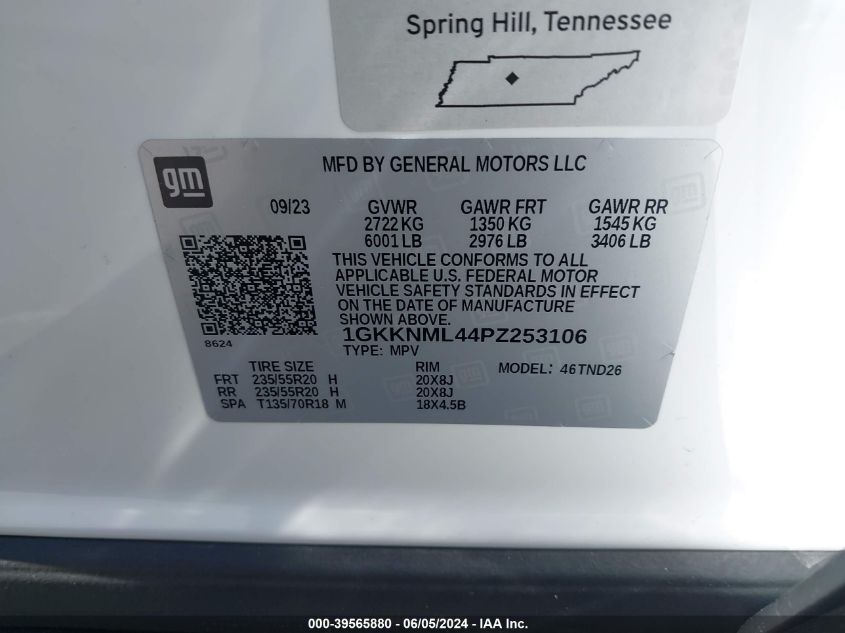 Spring Hill, Tennessee
gm
MFD BY GENERAL MOTORS LLC
09/23 GVWR GAWR FRT GAWR RR
2722 KG 1350 KG 1545 KG
6001 LB 2976 LB 3406 LB
THIS VEHICLE CONFORMS TO ALL
APPLICABLE U.S. FEDERAL MOTOR
VEHICLE SAFETY STANDARDS IN EFFECT
ON THE DATE OF MANUFACTURE
SHOWN ABOVE.
8624
1GKKNML44PZ253106
TYPE: MPV
TIRE SIZE RIM MODEL: 46TND26
FRT 235/55R20 H 20X8J
RR 235/55R20 H 20X8J
SPA T135/70R18 M 18X4.5B
000-39565880 - 06/05/2024 - IAA Inc.